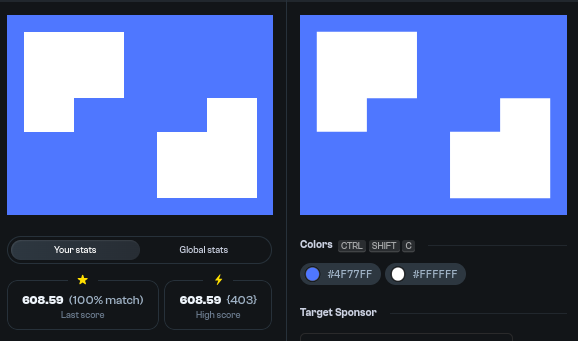 Your stats Global stats
608.59 (100% match)
Last score
608.59 {403}
High score
Colors CTRL SHIFT C
#4F77FF #FFFFFF
Target Sponsor